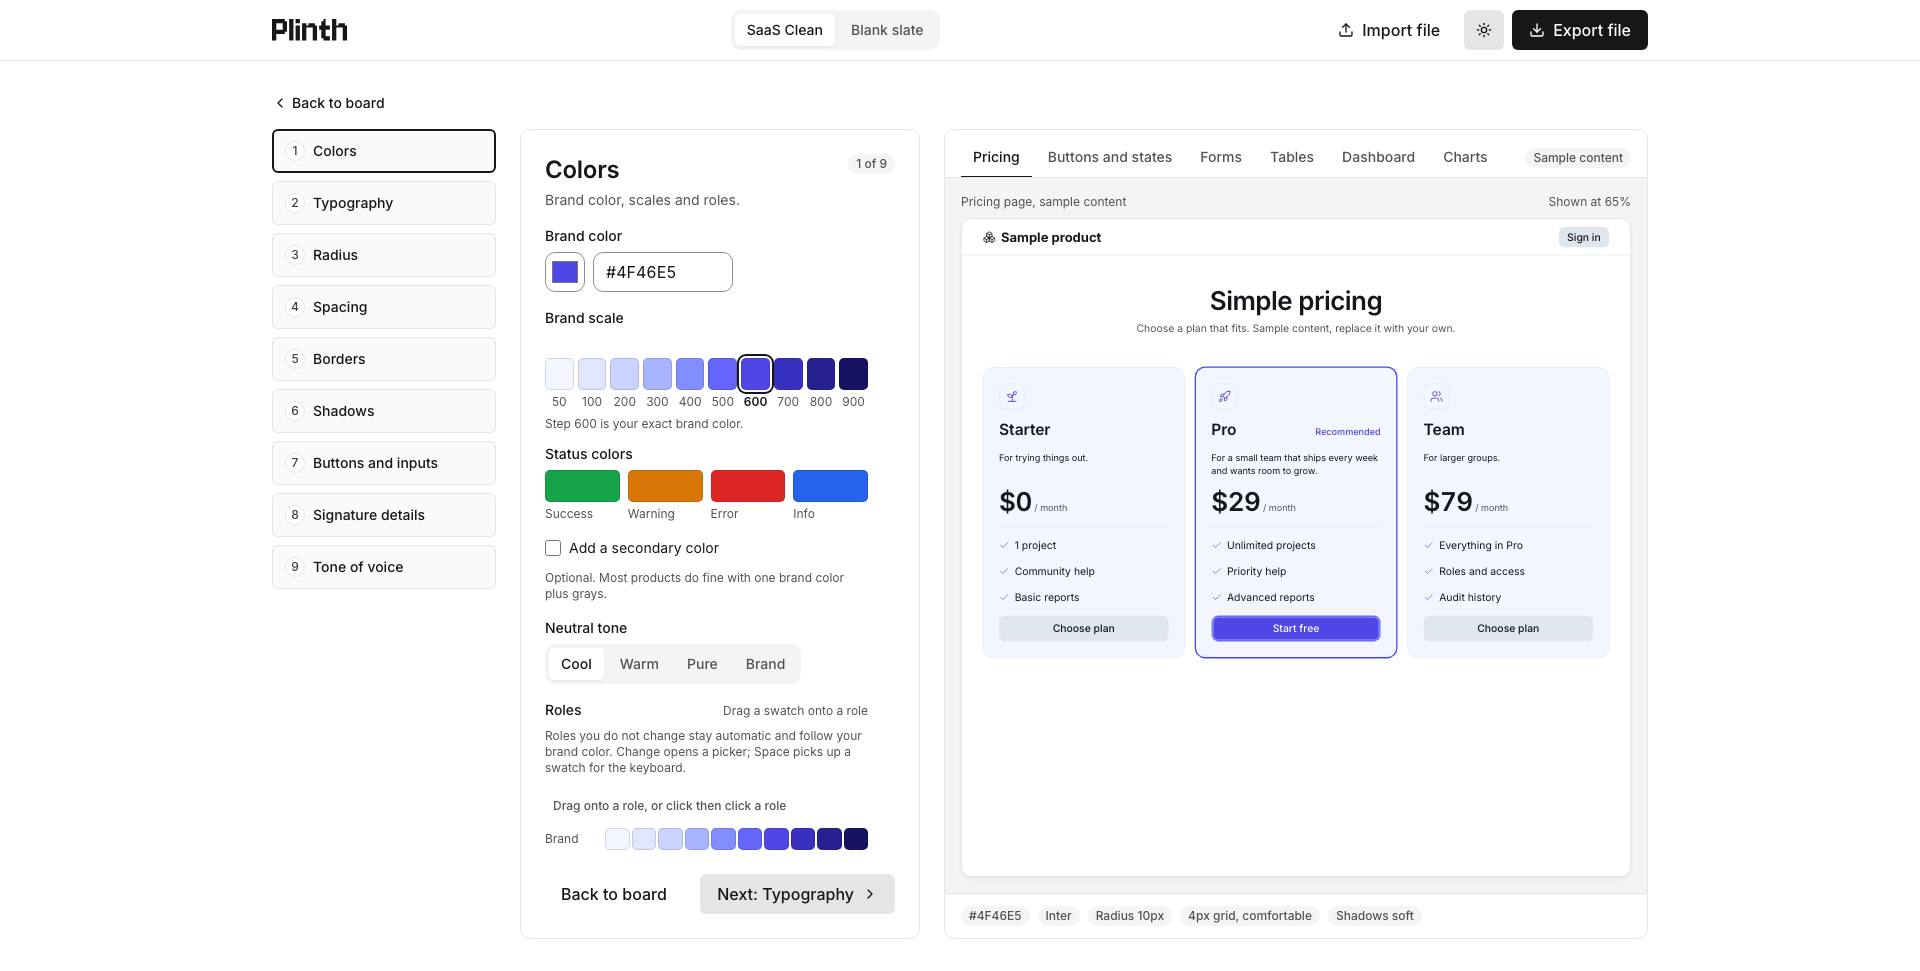 Plinth
SaaS Clean
Blank slate
Import file
Export file
Back to board
1 Colors
2 Typography
3 Radius
4 Spacing
5 Borders
6 Shadows
7 Buttons and inputs
8 Signature details
9 Tone of voice
Colors
1 of 9
Brand color, scales and roles.
Brand color
#4F46E5
Brand scale
50 100 200 300 400 500 600 700 800 900
Step 600 is your exact brand color.
Status colors
Success Warning Error Info
Add a secondary color
Optional. Most products do fine with one brand color
plus grays.
Neutral tone
Cool Warm Pure Brand
Roles
Drag a swatch onto a role
Roles you do not change stay automatic and follow your
brand color. Change opens a picker; Space picks up a
swatch for the keyboard.
Drag onto a role, or click then click a role
Brand
Back to board
Next: Typography
Pricing Buttons and states Forms Tables Dashboard Charts
Sample content
Pricing page, sample content
Shown at 65%
Sample product
Sign in
Simple pricing
Choose a plan that fits. Sample content, replace it with your own.
Starter
For trying things out.
$0 / month
1 project
Community help
Basic reports
Choose plan
Pro
Recommended
For a small team that ships every week
and wants room to grow.
$29 / month
Unlimited projects
Priority help
Advanced reports
Start free
Team
For larger groups.
$79 / month
Everything in Pro
Roles and access
Audit history
Choose plan
#4F46E5
Inter
Radius 10px
4px grid, comfortable
Shadows soft